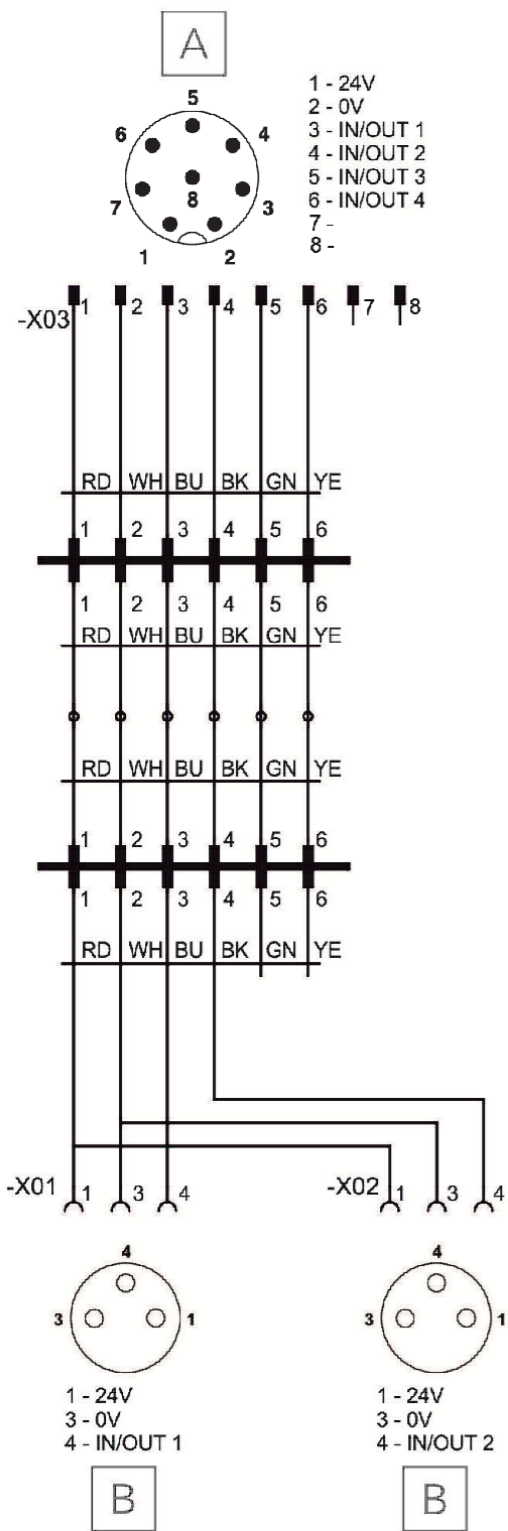 A
5
6 4
7 8 3
1 2
1 - 24V
2 - 0V
3 - IN/OUT 1
4 - IN/OUT 2
5 - IN/OUT 3
6 - IN/OUT 4
7 -
8 -
-X03 1 2 3 4 5 6 7 8
RD WH BU BK GN YE
1 2 3 4 5 6
1 2 3 4 5 6
RD WH BU BK GN YE
RD WH BU BK GN YE
1 2 3 4 5 6
1 2 3 4 5 6
RD WH BU BK GN YE
-X01 1 3 4 -X02 1 3 4
4
3 1
1 - 24V
3 - 0V
4 - IN/OUT 1
B
4
3 1
1 - 24V
3 - 0V
4 - IN/OUT 2
B